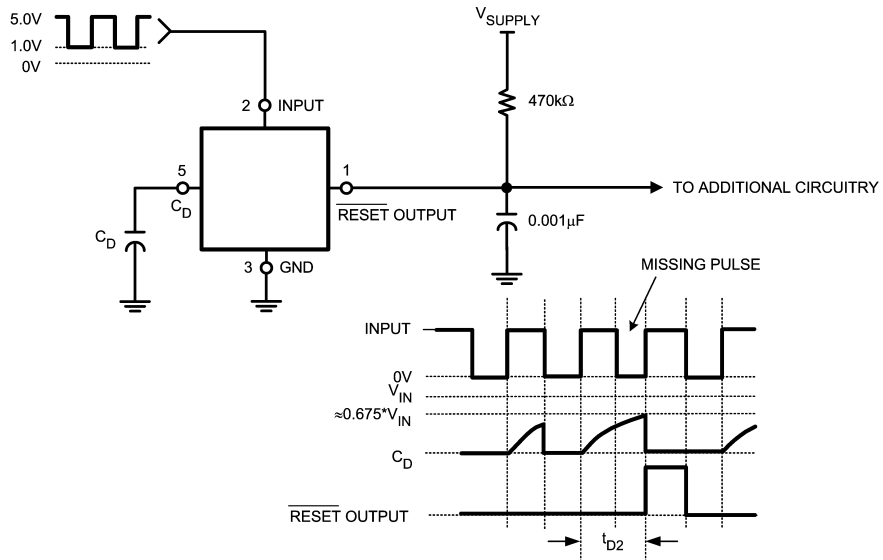 5.0V
1.0V
0V
VSUPPLY
470kΩ
2 INPUT
5
CD
1
RESET OUTPUT
TO ADDITIONAL CIRCUITRY
CD
0.001µF
3 GND
MISSING PULSE
INPUT
0V
VIN
≈0.675*VIN
CD
RESET OUTPUT
tD2